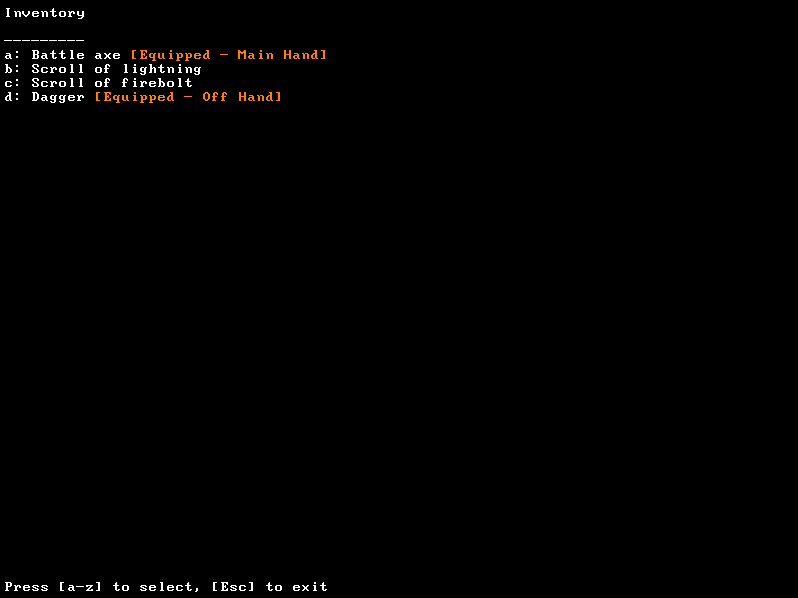 Inventory
_________
a: Battle axe [Equipped - Main Hand]
b: Scroll of lightning
c: Scroll of firebolt
d: Dagger [Equipped - Off Hand]
Press [a-z] to select, [Esc] to exit